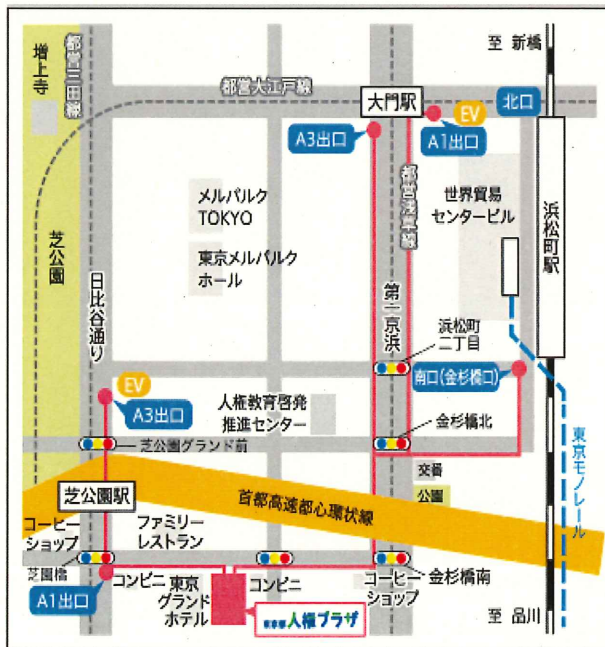 至 新橋
増上寺
都営三田線
都営大江戸線
大門駅
EV
北口
A3出口
A1出口
都営浅草線
世界貿易
センタービル
浜松町駅
メルパルク
TOKYO
東京メルパルク
ホール
芝公園
日比谷通り
第一京浜
浜松町
二丁目
南口(金杉橋口)
EV
A3出口
人権教育啓発
推進センター
金杉橋北
芝公園グランド前
交番
公園
東京モノレール
芝公園駅
首都高速都心環状線
コーヒー
ショップ
ファミリー
レストラン
芝園橋
コンビニ
東京
グランド
ホテル
コンビニ
コーヒー
ショップ
金杉橋南
A1出口
人権プラザ
至 品川